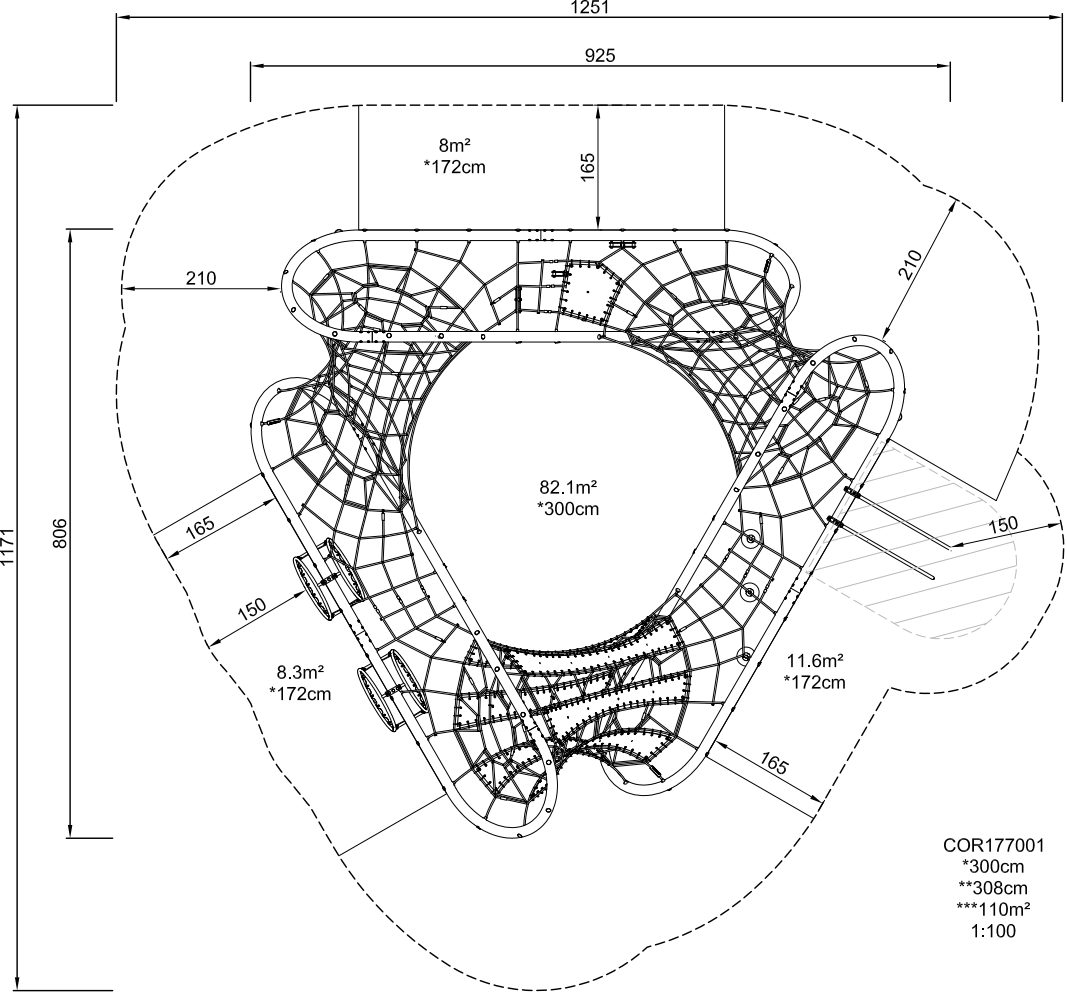 1251
925
8m²
*172cm
165
210
210
82.1m²
*300cm
165
150
1171
806
150
8.3m²
*172cm
11.6m²
*172cm
165
COR177001
*300cm
**308cm
***110m²
1:100